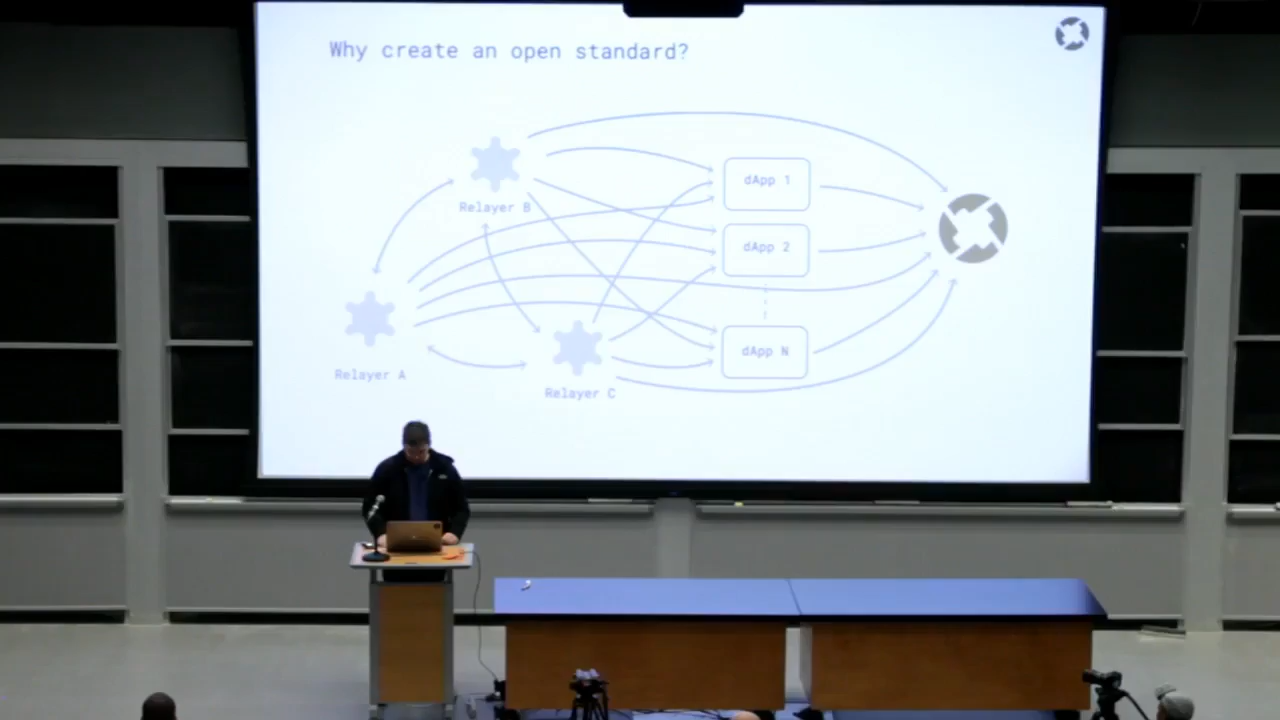 Why create an open standard?
Relayer B
dApp 1
dApp 2
Relayer A
dApp N
Relayer C